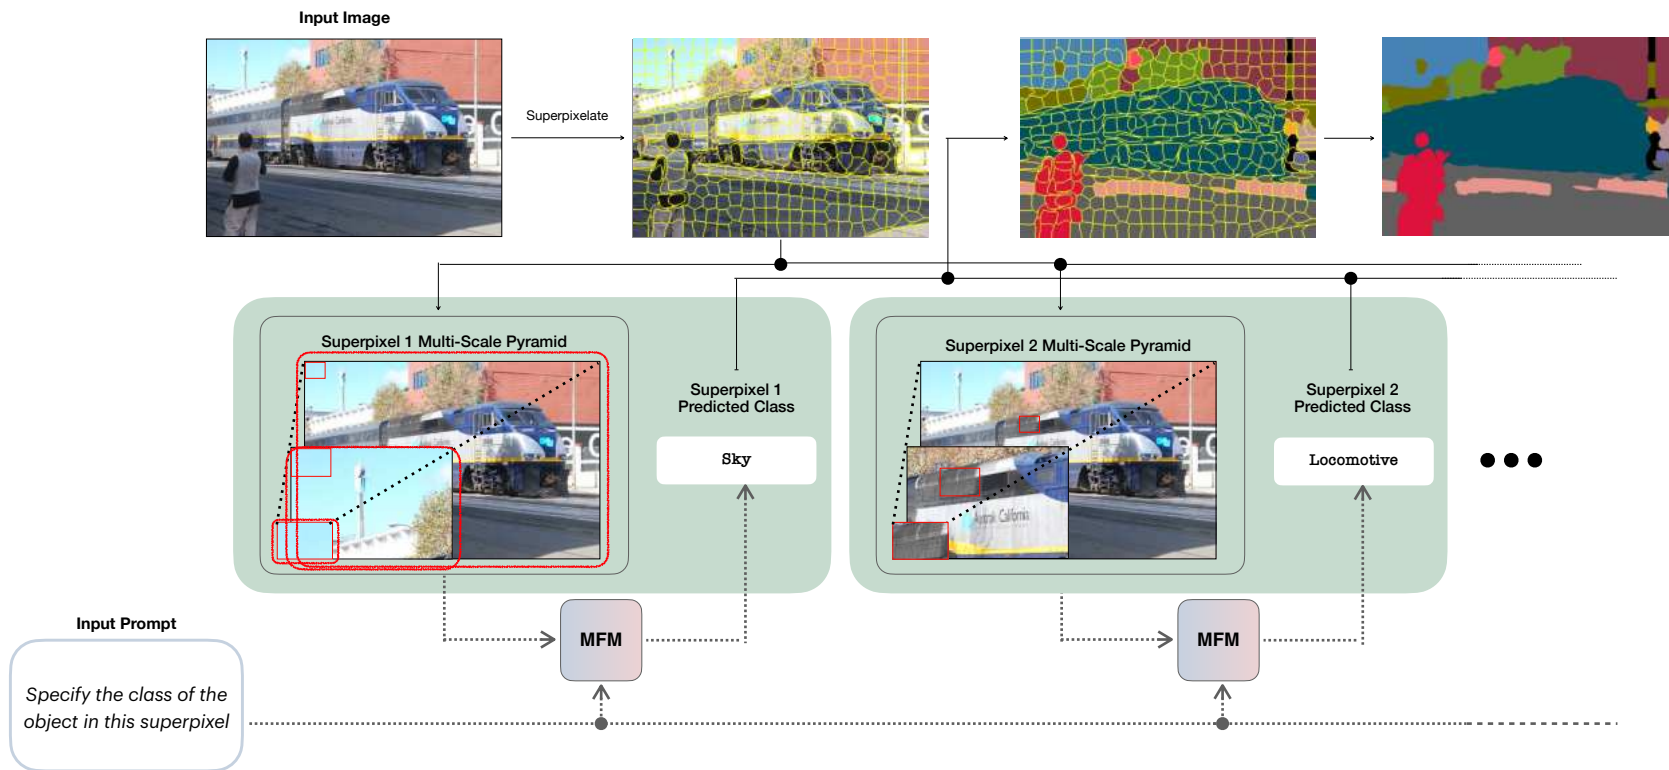 Input Image
Superpixelate
Superpixel 1 Multi-Scale Pyramid
Superpixel 1
Predicted Class
Sky
Superpixel 2 Multi-Scale Pyramid
California
Superpixel 2
Predicted Class
Locomotive
MFM
MFM
Input Prompt
Specify the class of the
object in this superpixel